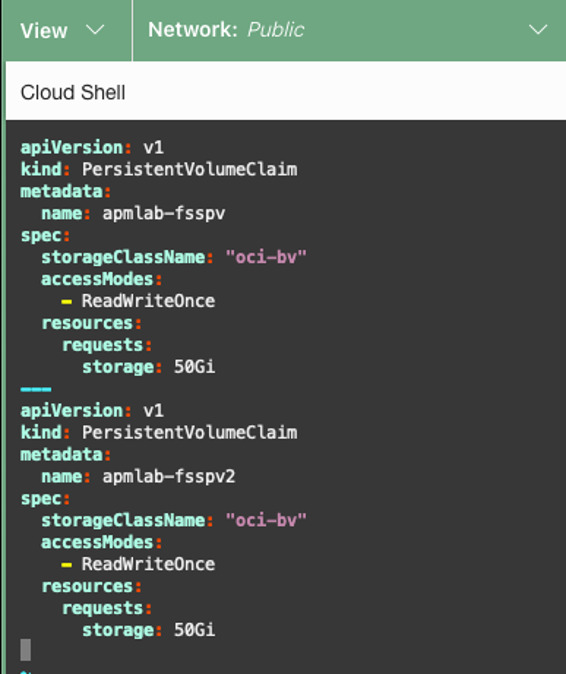 View
Network: Public
Cloud Shell
apiVersion: v1
kind: PersistentVolumeClaim
metadata:
  name: apmlab-fsspv
spec:
  storageClassName: "oci-bv"
  accessModes:
    - ReadWriteOnce
  resources:
    requests:
      storage: 50Gi
---
apiVersion: v1
kind: PersistentVolumeClaim
metadata:
  name: apmlab-fsspv2
spec:
  storageClassName: "oci-bv"
  accessModes:
    - ReadWriteOnce
  resources:
    requests:
      storage: 50Gi